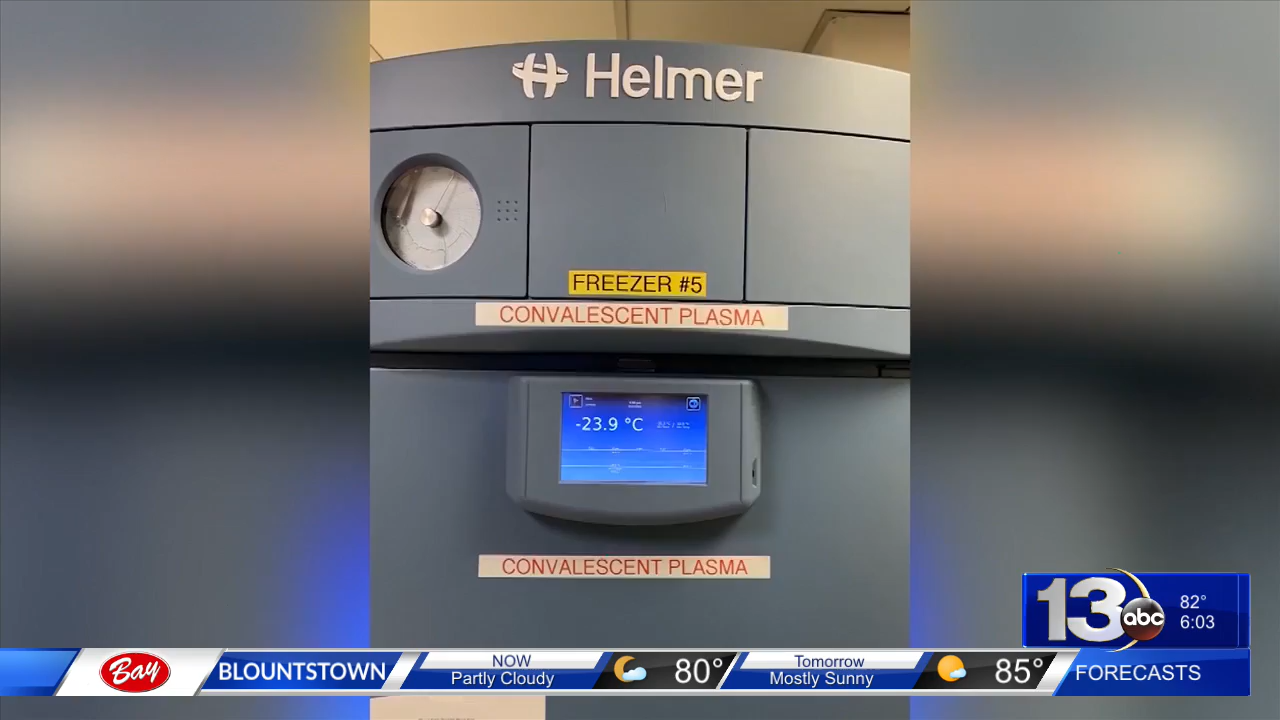 Helmer
FREEZER #5
CONVALESCENT PLASMA
-23.9 °C
CONVALESCENT PLASMA
13 abc
82°
6:03
Bay
BLOUNTSTOWN
NOW
Partly Cloudy
80°
Tomorrow
Mostly Sunny
85°
FORECASTS